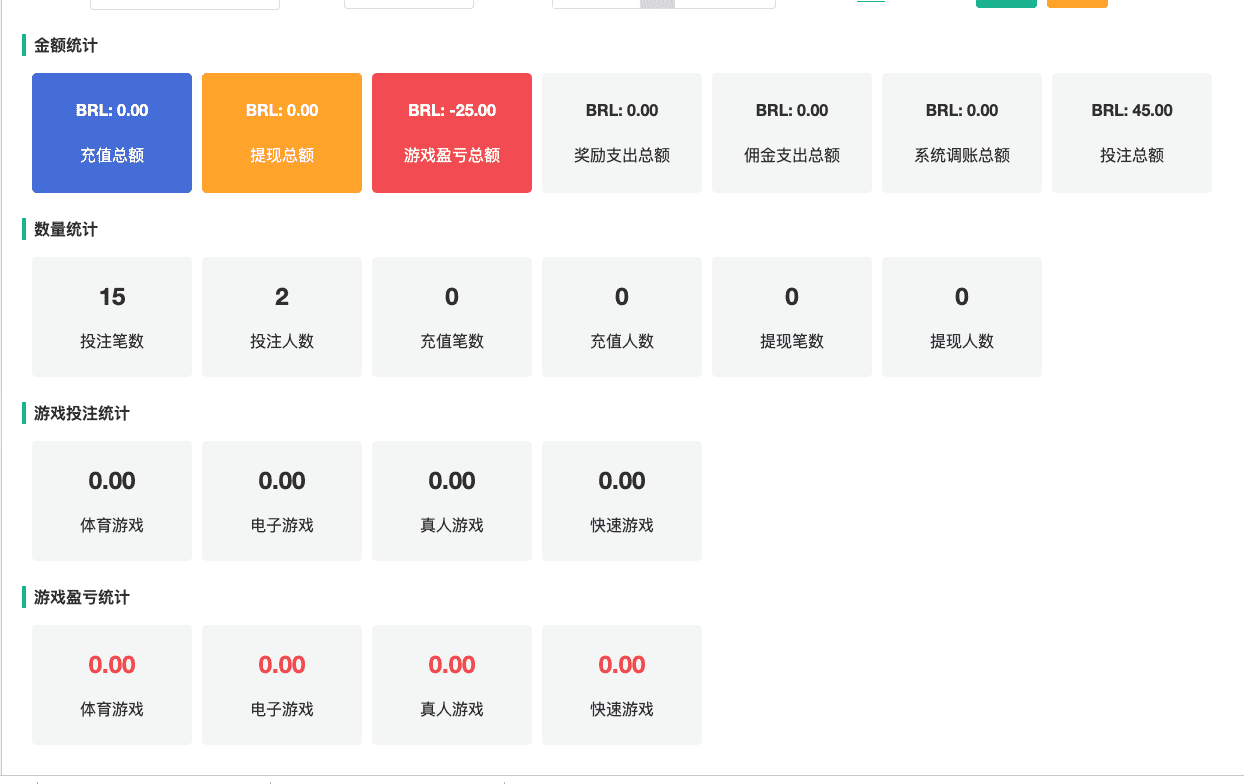 金额统计
BRL: 0.00
充值总额
BRL: 0.00
提现总额
BRL: -25.00
游戏盈亏总额
BRL: 0.00
奖励支出总额
BRL: 0.00
佣金支出总额
BRL: 0.00
系统调账总额
BRL: 45.00
投注总额
数量统计
15
投注笔数
2
投注人数
0
充值笔数
0
充值人数
0
提现笔数
0
提现人数
游戏投注统计
0.00
体育游戏
0.00
电子游戏
0.00
真人游戏
0.00
快速游戏
游戏盈亏统计
0.00
体育游戏
0.00
电子游戏
0.00
真人游戏
0.00
快速游戏